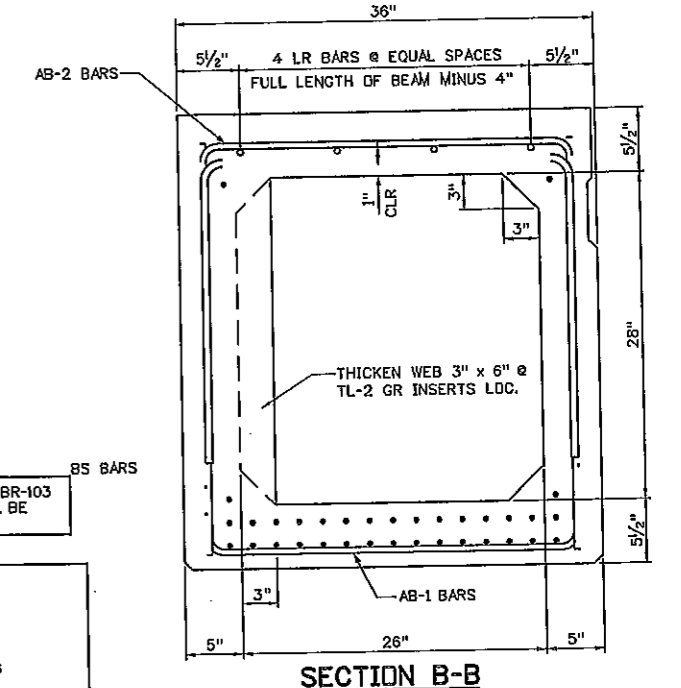 36"
5½"
4 LR BARS @ EQUAL SPACES
5½"
AB-2 BARS
FULL LENGTH OF BEAM MINUS 4"
5½"
1"
CLR
3"
3"
28"
THICKEN WEB 3" x 6" @
TL-2 GR INSERTS LOC.
BS BARS
BR-103
BE
5½"
3"
AB-1 BARS
5"
26"
5"
SECTION B-B